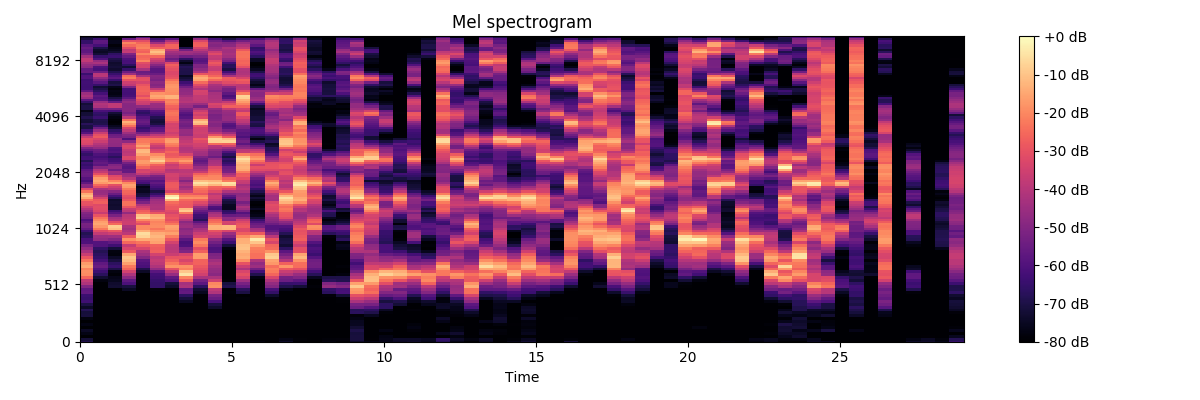 Mel spectrogram
Hz
8192
4096
2048
1024
512
0
0 5 10 15 20 25
Time
+0 dB
-10 dB
-20 dB
-30 dB
-40 dB
-50 dB
-60 dB
-70 dB
-80 dB